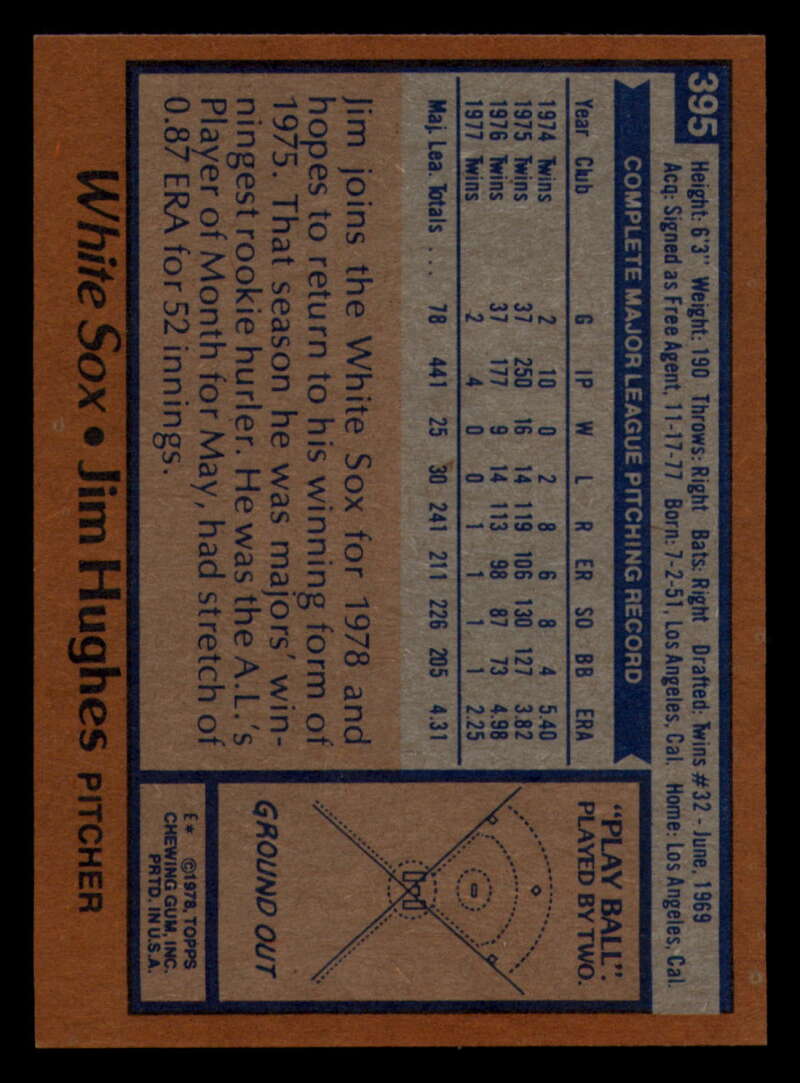 395
Height: 6'3" Weight: 190 Throws: Right Bats: Right Drafted: Twins #32 - June, 1969
Acq: Signed as Free Agent, 11-17-77 Born: 7-2-51, Los Angeles, Cal. Home: Los Angeles, Cal.
COMPLETE MAJOR LEAGUE PITCHING RECORD
Year Club G IP W L R ER SO BB ERA
1974 Twins 2 10 0 2 8 6 8 4 5.40
1975 Twins 37 250 16 14 119 106 130 127 3.82
1976 Twins 37 177 9 14 113 98 87 73 4.98
1977 Twins 2 4 0 0 1 1 1 1 2.25
Maj. Lea. Totals ... 78 441 25 30 241 211 226 205 4.31
Jim joins the White Sox for 1978 and
hopes to return to his winning form of
1975. That season he was majors' win-
ningest rookie hurler. He was the A.L.'s
Player of Month for May, had stretch of
0.87 ERA for 52 innings.
"PLAY BALL":
PLAYED BY TWO.
GROUND OUT
E* ©1978, TOPPS
CHEWING GUM, INC.
PRTD. IN U.S.A.
White Sox • Jim Hughes PITCHER